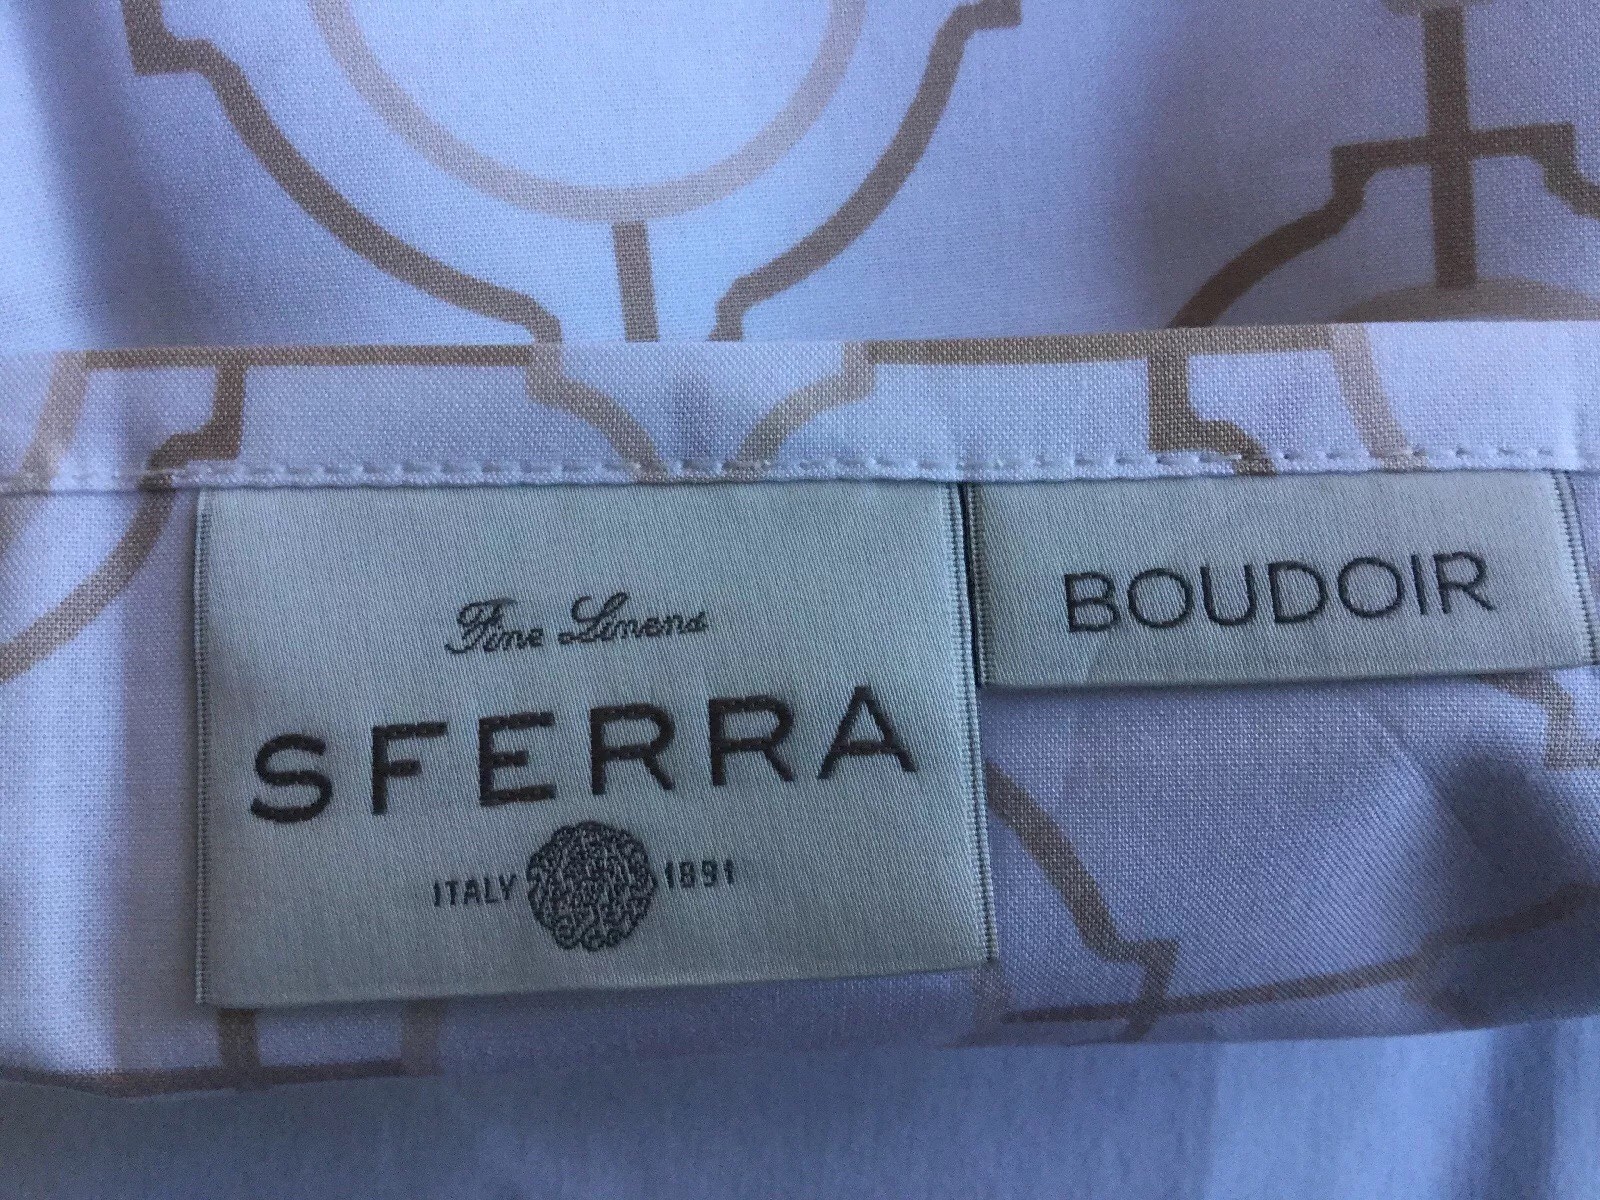 Fine Linens
SFERRA
ITALY 1891
BOUDOIR